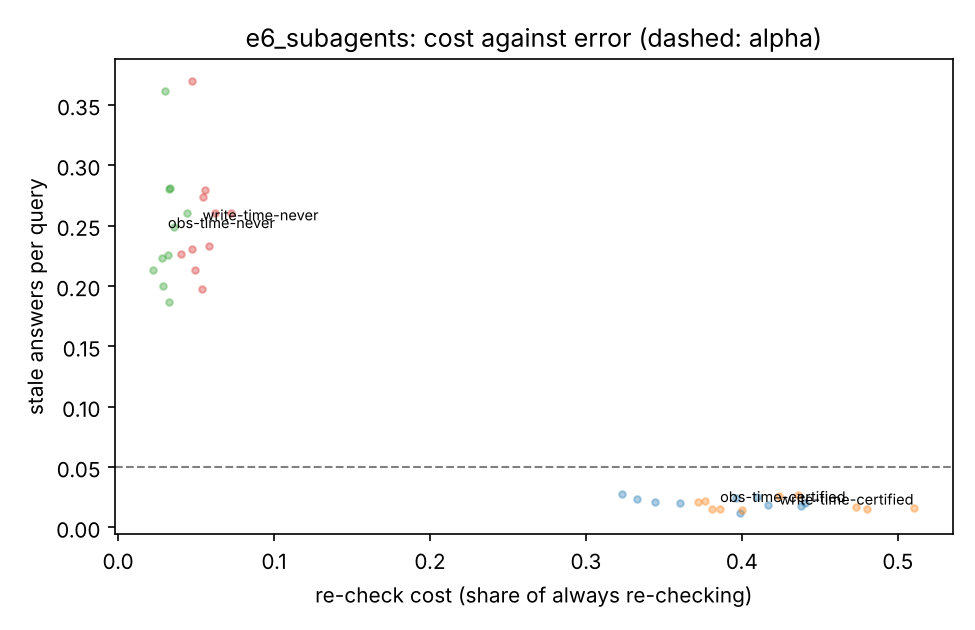 e6_subagents: cost against error (dashed: alpha)
stale answers per query
0.35
0.30
0.25
0.20
0.15
0.10
0.05
0.00
write-time-never
obs-time-never
obs-time-certified
write-time-certified
0.0 0.1 0.2 0.3 0.4 0.5
re-check cost (share of always re-checking)